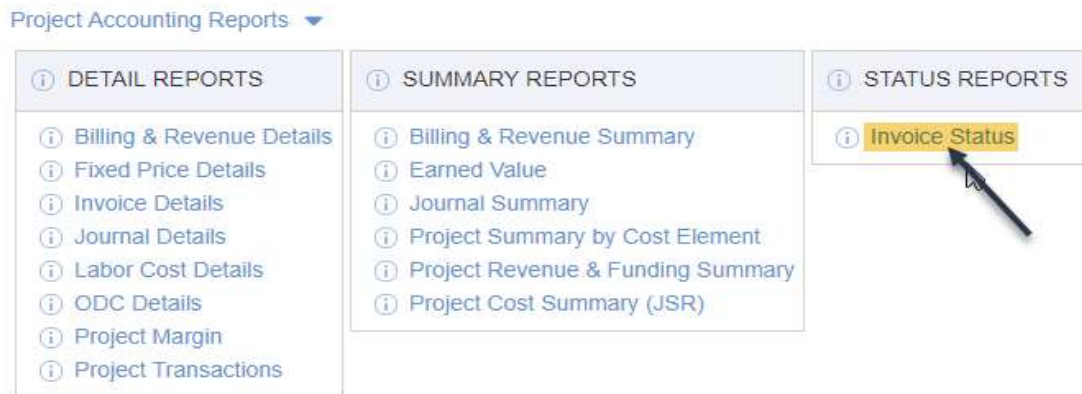 Project Accounting Reports
DETAIL REPORTS
Billing & Revenue Details
Fixed Price Details
Invoice Details
Journal Details
Labor Cost Details
ODC Details
Project Margin
Project Transactions
SUMMARY REPORTS
Billing & Revenue Summary
Earned Value
Journal Summary
Project Summary by Cost Element
Project Revenue & Funding Summary
Project Cost Summary (JSR)
STATUS REPORTS
Invoice Status